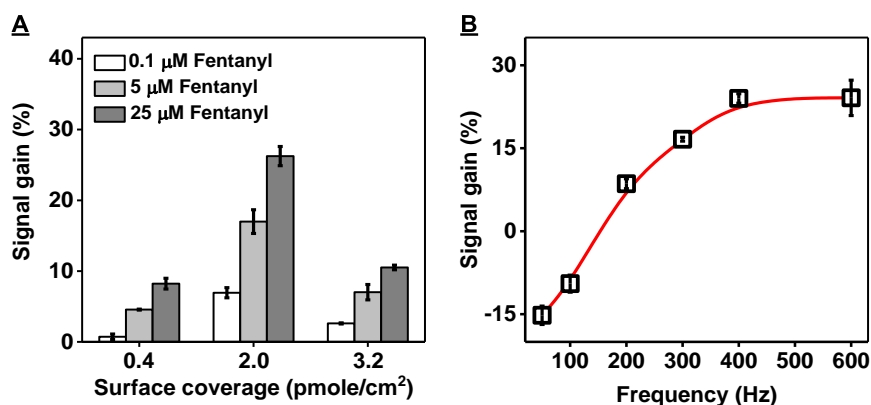 A
Signal gain (%)
40
30
20
10
0
0.1 μM Fentanyl
5 μM Fentanyl
25 μM Fentanyl
0.4 2.0 3.2
Surface coverage (pmole/cm²)
B
Signal gain (%)
30
15
0
-15
100 200 300 400 500 600
Frequency (Hz)